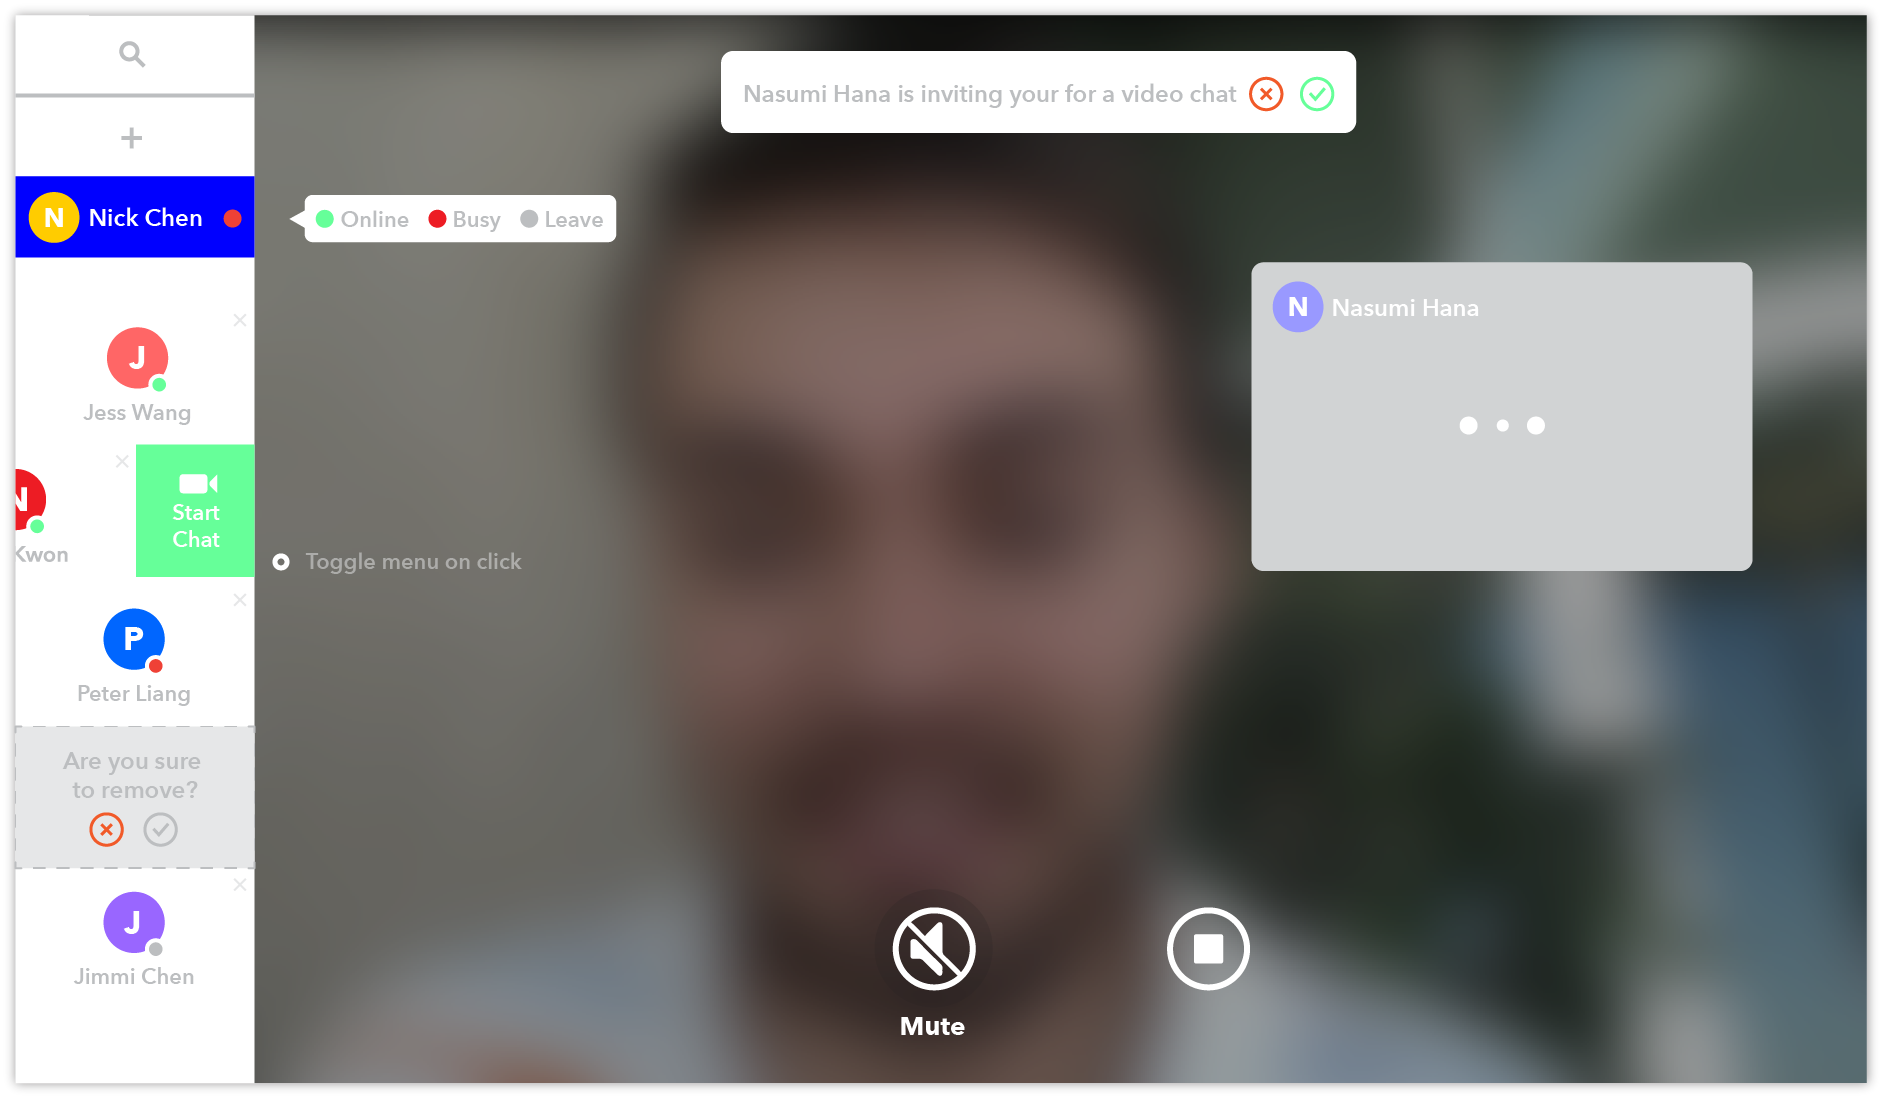 Nasumi Hana is inviting your for a video chat
N Nick Chen
Online Busy Leave
N Nasumi Hana
J
Jess Wang
N
Kwon
Start
Chat
Toggle menu on click
P
Peter Liang
Are you sure
to remove?
J
Jimmi Chen
Mute